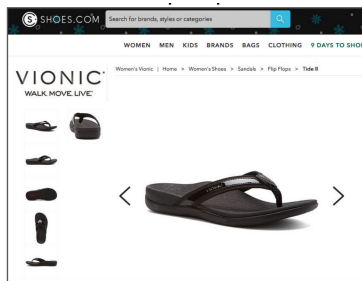 S SHOES.COM Search for brands, styles or categories
WOMEN MEN KIDS BRANDS BAGS CLOTHING 9 DAYS TO SHO
VIONIC
WALK. MOVE. LIVE.
Women's Vionic | Home > Women's Shoes > Sandals > Flip Flops > Tide II